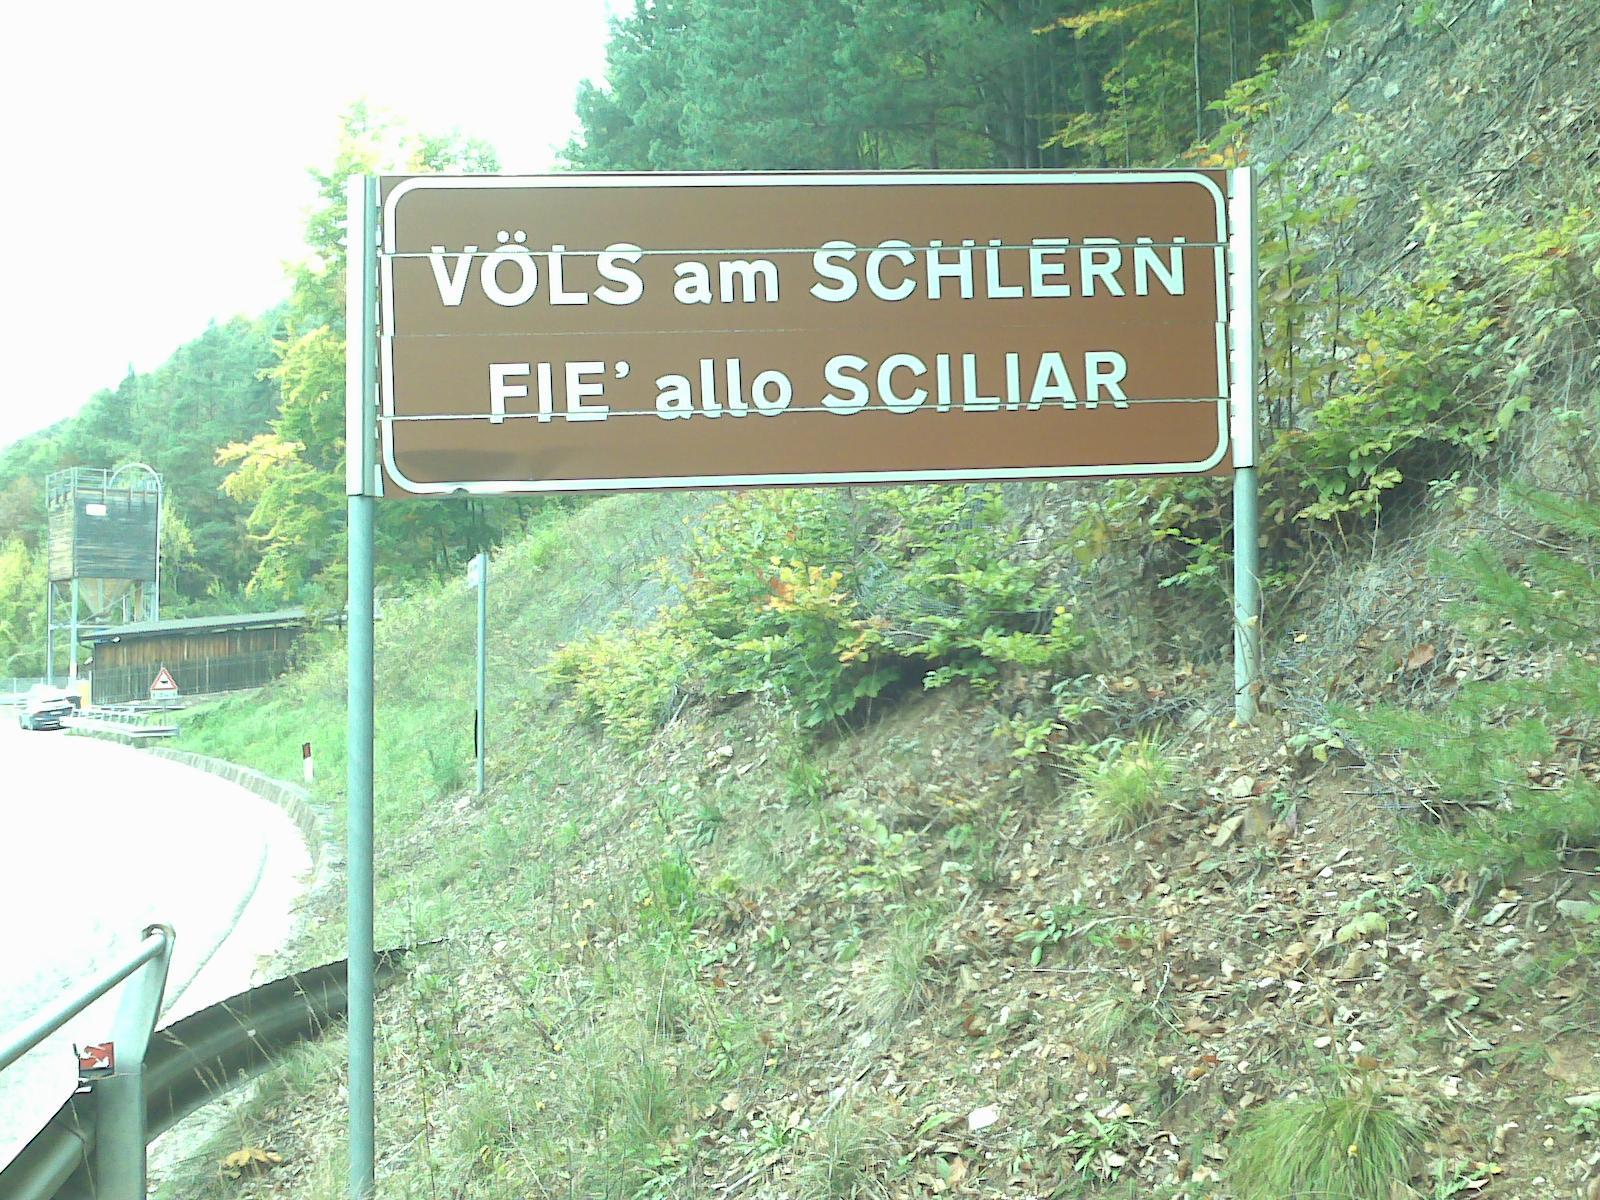 VÖLS am SCHLERN
FIE' allo SCILIAR